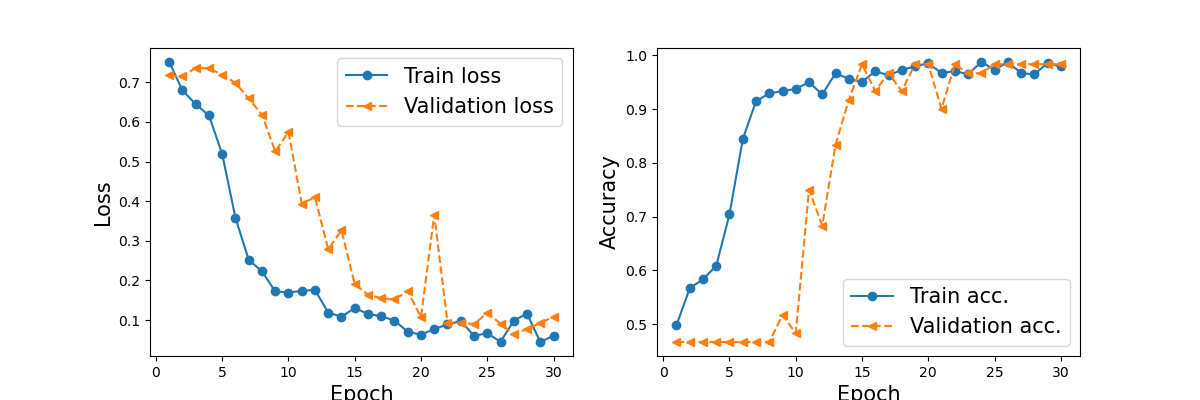 Train loss
Validation loss
0.7
0.6
0.5
0.4
0.3
0.2
0.1
Loss
0 5 10 15 20 25 30
Epoch
1.0
0.9
0.8
0.7
0.6
0.5
Accuracy
Train acc.
Validation acc.
0 5 10 15 20 25 30
Epoch